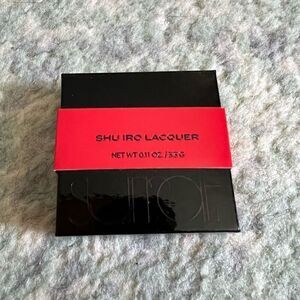 SHU IRO LACQUER
NET WT 0.11 OZ. / 3.3 G